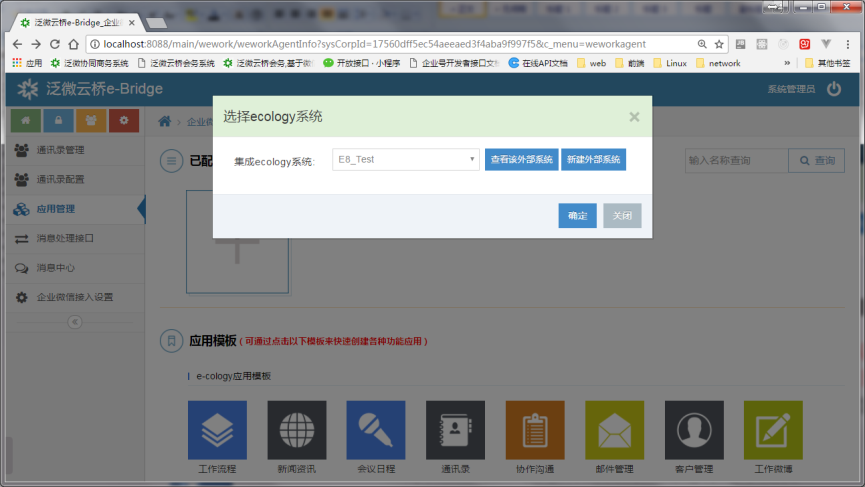 泛微云桥e-Bridge_企业
localhost:8088/main/wework/weworkAgentInfo?sysCorpId=17560dff5ec54aeeaed3f4aba9f997f5&c_menu=weworkagent
应用 泛微协同商务系统 泛微云桥会务系统 泛微云桥会务,基于微 开放接口 · 小程序 企业号开发者接口文 在线API文档 web 前端 Linux network » 其他书签
泛微云桥e-Bridge 系统管理员
企业微
通讯录管理
通讯录配置
应用管理
消息处理接口
消息中心
企业微信接入设置
选择ecology系统
集成ecology系统: E8_Test 查看该外部系统 新建外部系统
确定 关闭
已配
输入名称查询 查询
应用模板 ( 可通过点击以下模板来快速创建各种功能应用 )
e-cology应用模板
工作流程 新闻资讯 会议日程 通讯录 协作沟通 邮件管理 客户管理 工作微博